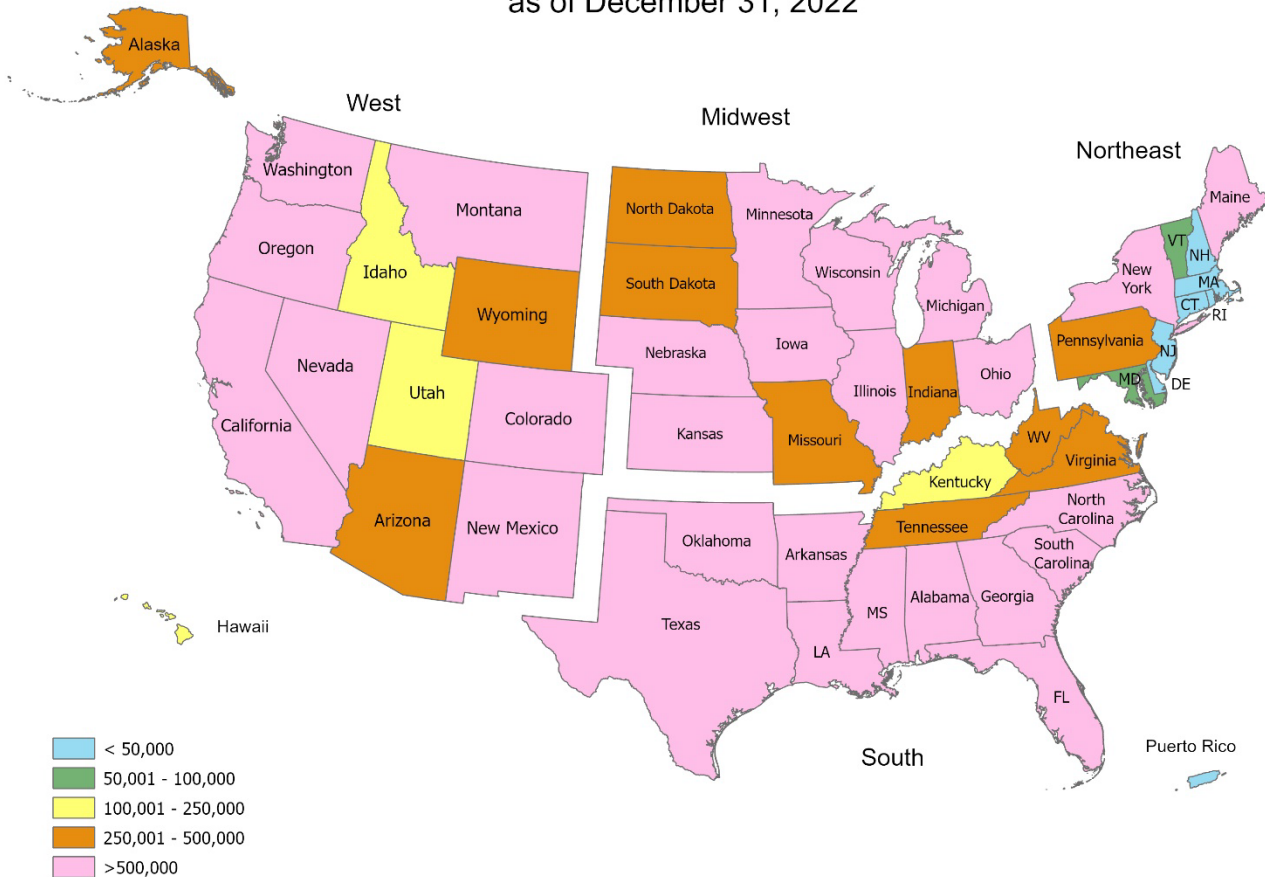 as of December 31, 2022
Alaska
West
Midwest
Northeast
Washington
Montana
Oregon
Idaho
Wyoming
Nevada
Utah
Colorado
California
Arizona
New Mexico
Hawaii
North Dakota
Minnesota
South Dakota
Wisconsin
Michigan
Nebraska
Iowa
Illinois
Indiana
Ohio
Kansas
Missouri
Maine
VT
NH
New
York
MA
CT
RI
Pennsylvania
NJ
MD
DE
WV
Virginia
Kentucky
North
Carolina
Tennessee
Oklahoma
Arkansas
South
Carolina
Texas
MS
Alabama
Georgia
LA
FL
South
Puerto Rico
< 50,000
50,001 - 100,000
100,001 - 250,000
250,001 - 500,000
>500,000